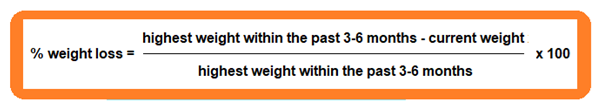 highest weight within the past 3-6 months - current weight
% weight loss = x 100
highest weight within the past 3-6 months